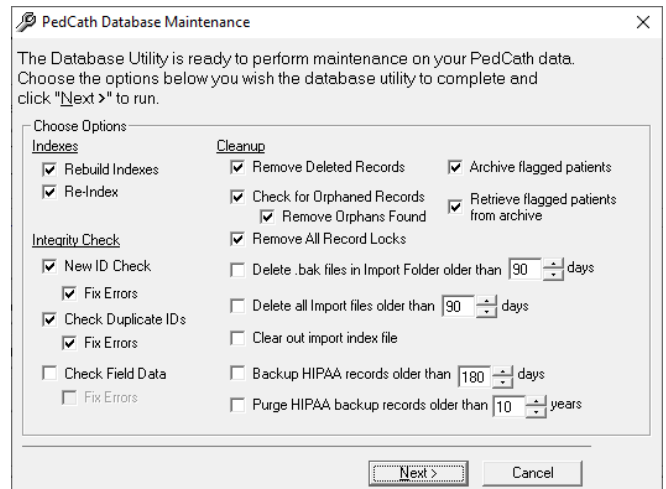 PedCath Database Maintenance
The Database Utility is ready to perform maintenance on your PedCath data.
Choose the options below you wish the database utility to complete and
click "Next >" to run.
Choose Options
Indexes
Rebuild Indexes
Re-Index
Integrity Check
New ID Check
Fix Errors
Check Duplicate IDs
Fix Errors
Check Field Data
Fix Errors
Cleanup
Remove Deleted Records
Check for Orphaned Records
Remove Orphans Found
Remove All Record Locks
Archive flagged patients
Retrieve flagged patients
from archive
Delete .bak files in Import Folder older than 90 days
Delete all Import files older than 90 days
Clear out import index file
Backup HIPAA records older than 180 days
Purge HIPAA backup records older than 10 years
Next >
Cancel